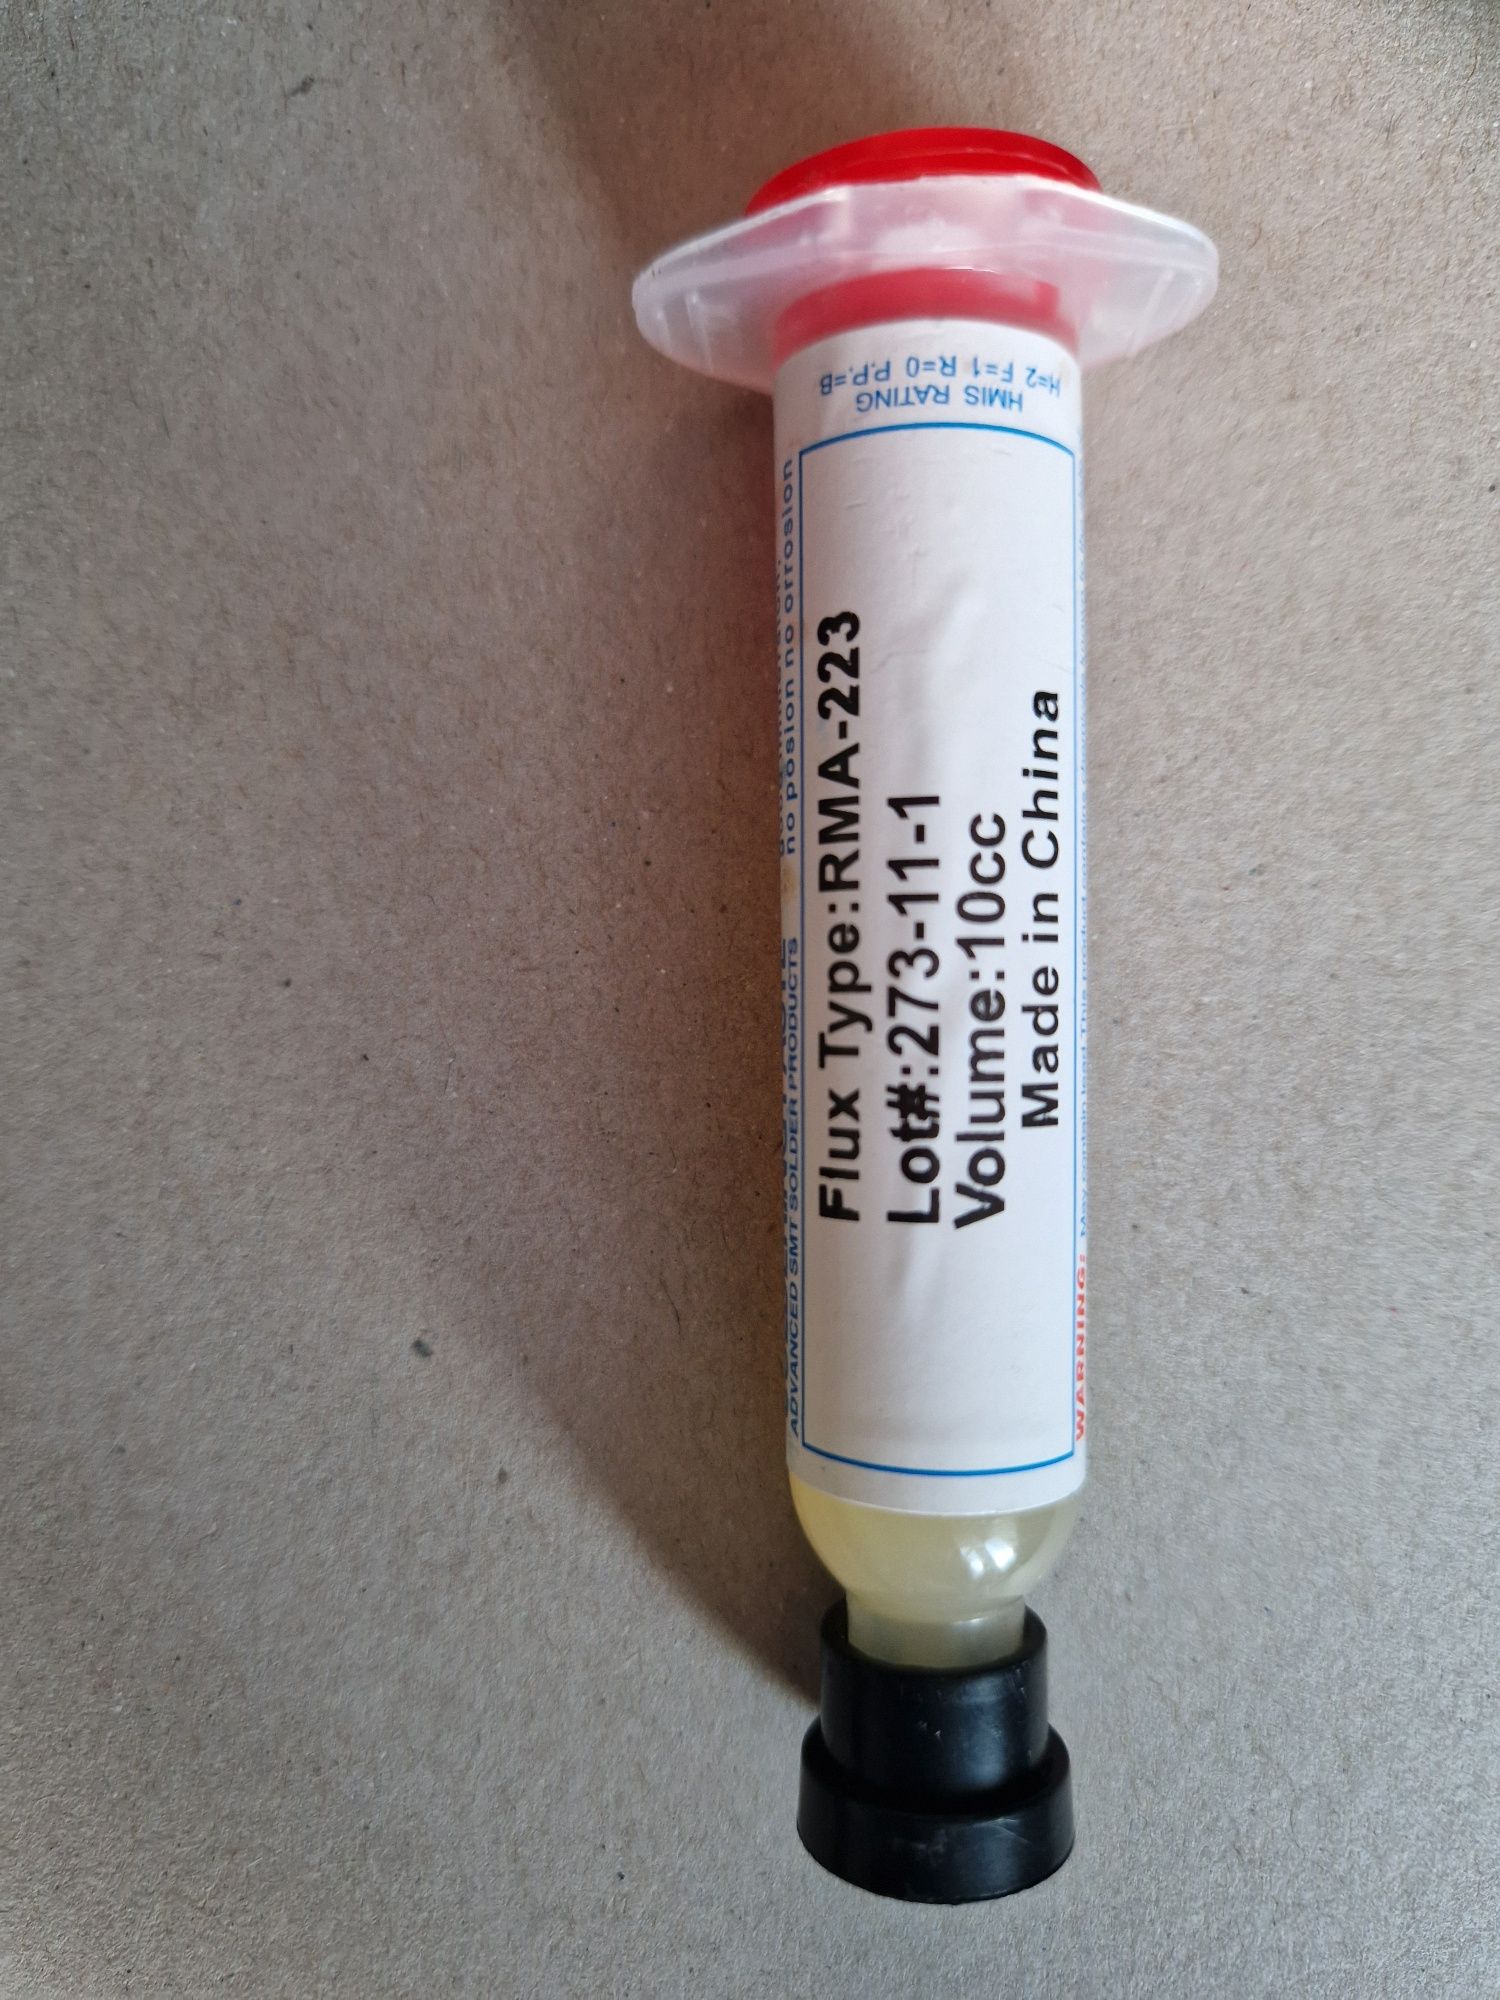 H=2 F=1 R=0 P.P.=B
HMIS RATING
no posion no orrosion
ADVANCED SMT SOLDER PRODUCTS
Flux Type:RMA-223
Lot#:273-11-1
Volume:10cc
Made in China
WARNING: May contain lead This product contains